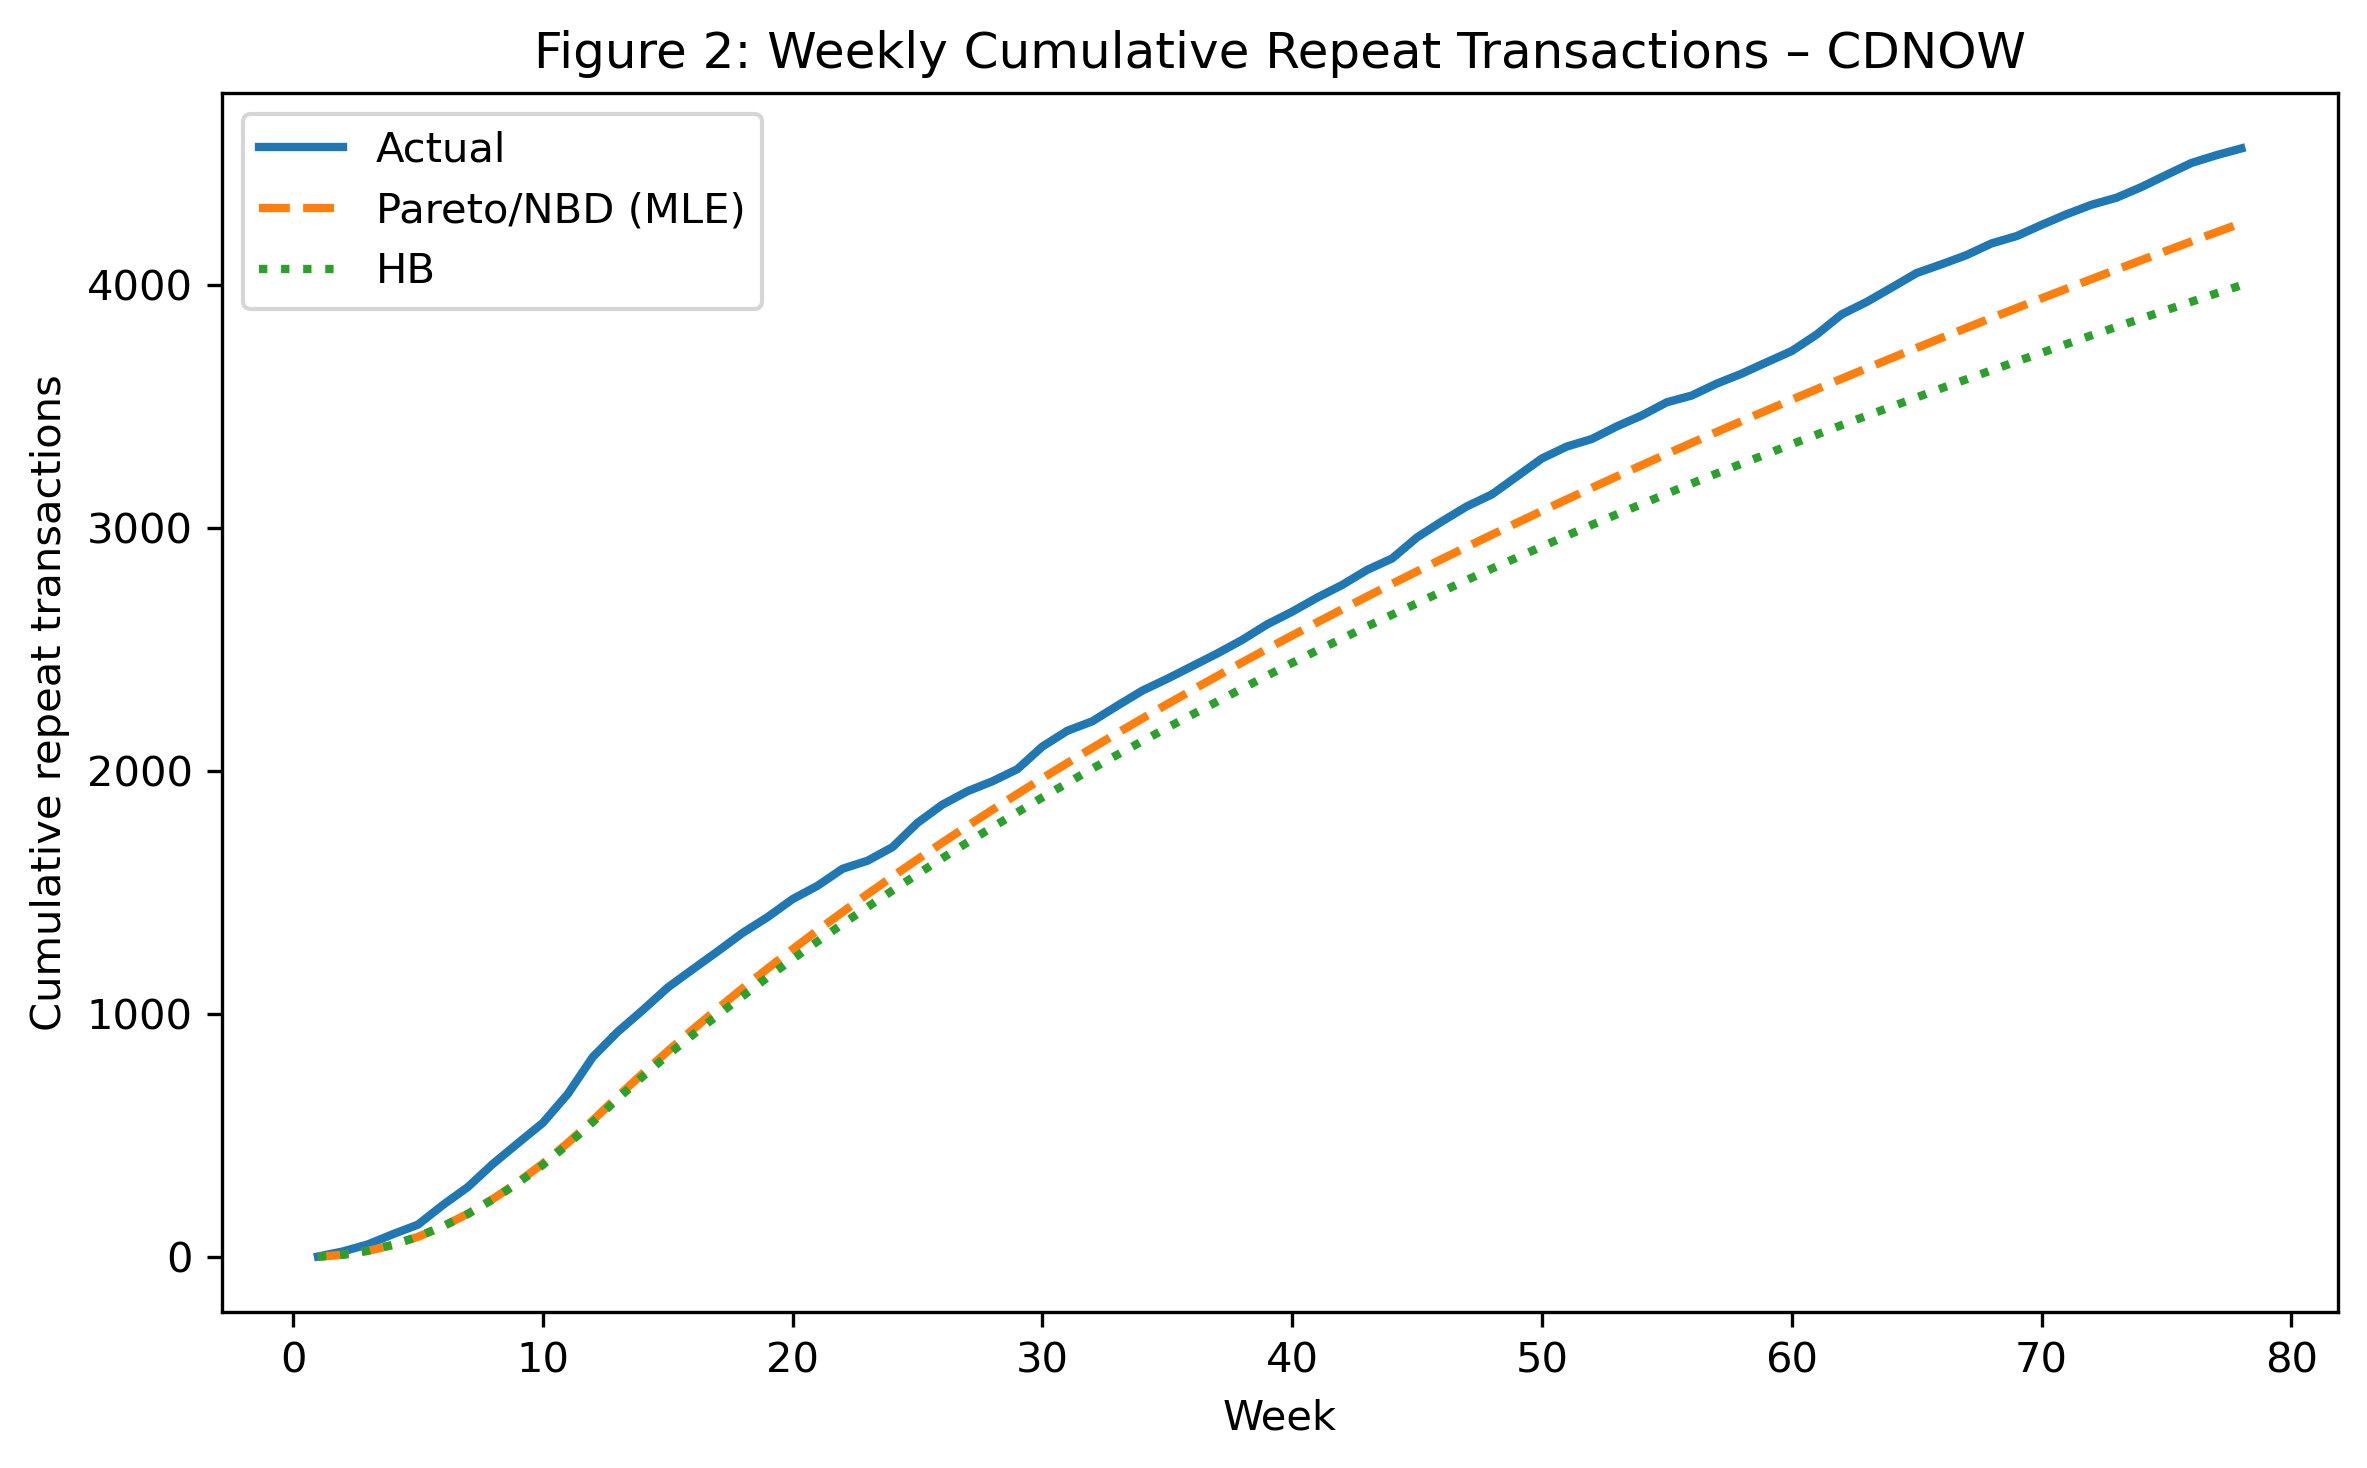 Figure 2: Weekly Cumulative Repeat Transactions – CDNOW
Actual
Pareto/NBD (MLE)
HB
Cumulative repeat transactions
4000
3000
2000
1000
0
0 10 20 30 40 50 60 70 80
Week